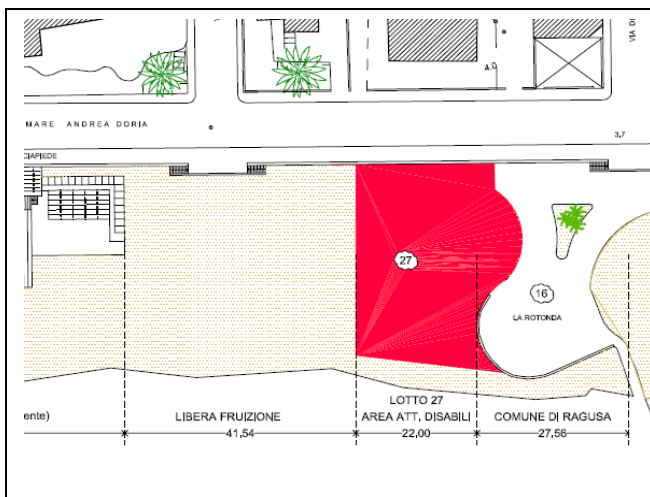 VIA DI
MARE ANDREA DORIA
3,7
CIAPIEDE
27
16
LA ROTONDA
LOTTO 27
ente) LIBERA FRUIZIONE AREA ATT. DISABILI COMUNE DI RAGUSA
41,54 22,00 27,56